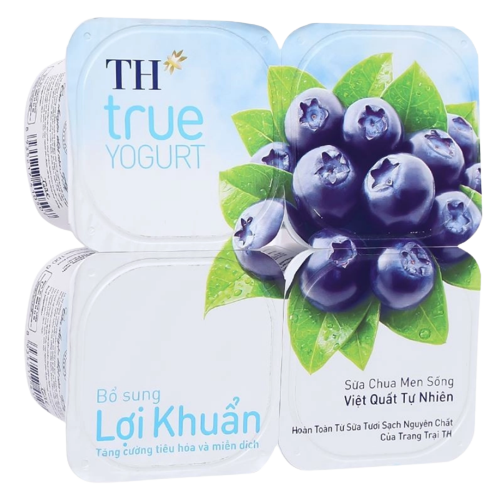 TH
true
YOGURT
Bổ sung
Lợi Khuẩn
Tăng cường tiêu hóa và miễn dịch
Sữa Chua Men Sống
Việt Quất Tự Nhiên
Hoàn Toàn Từ Sữa Tươi Sạch Nguyên Chất
Của Trang Trại TH